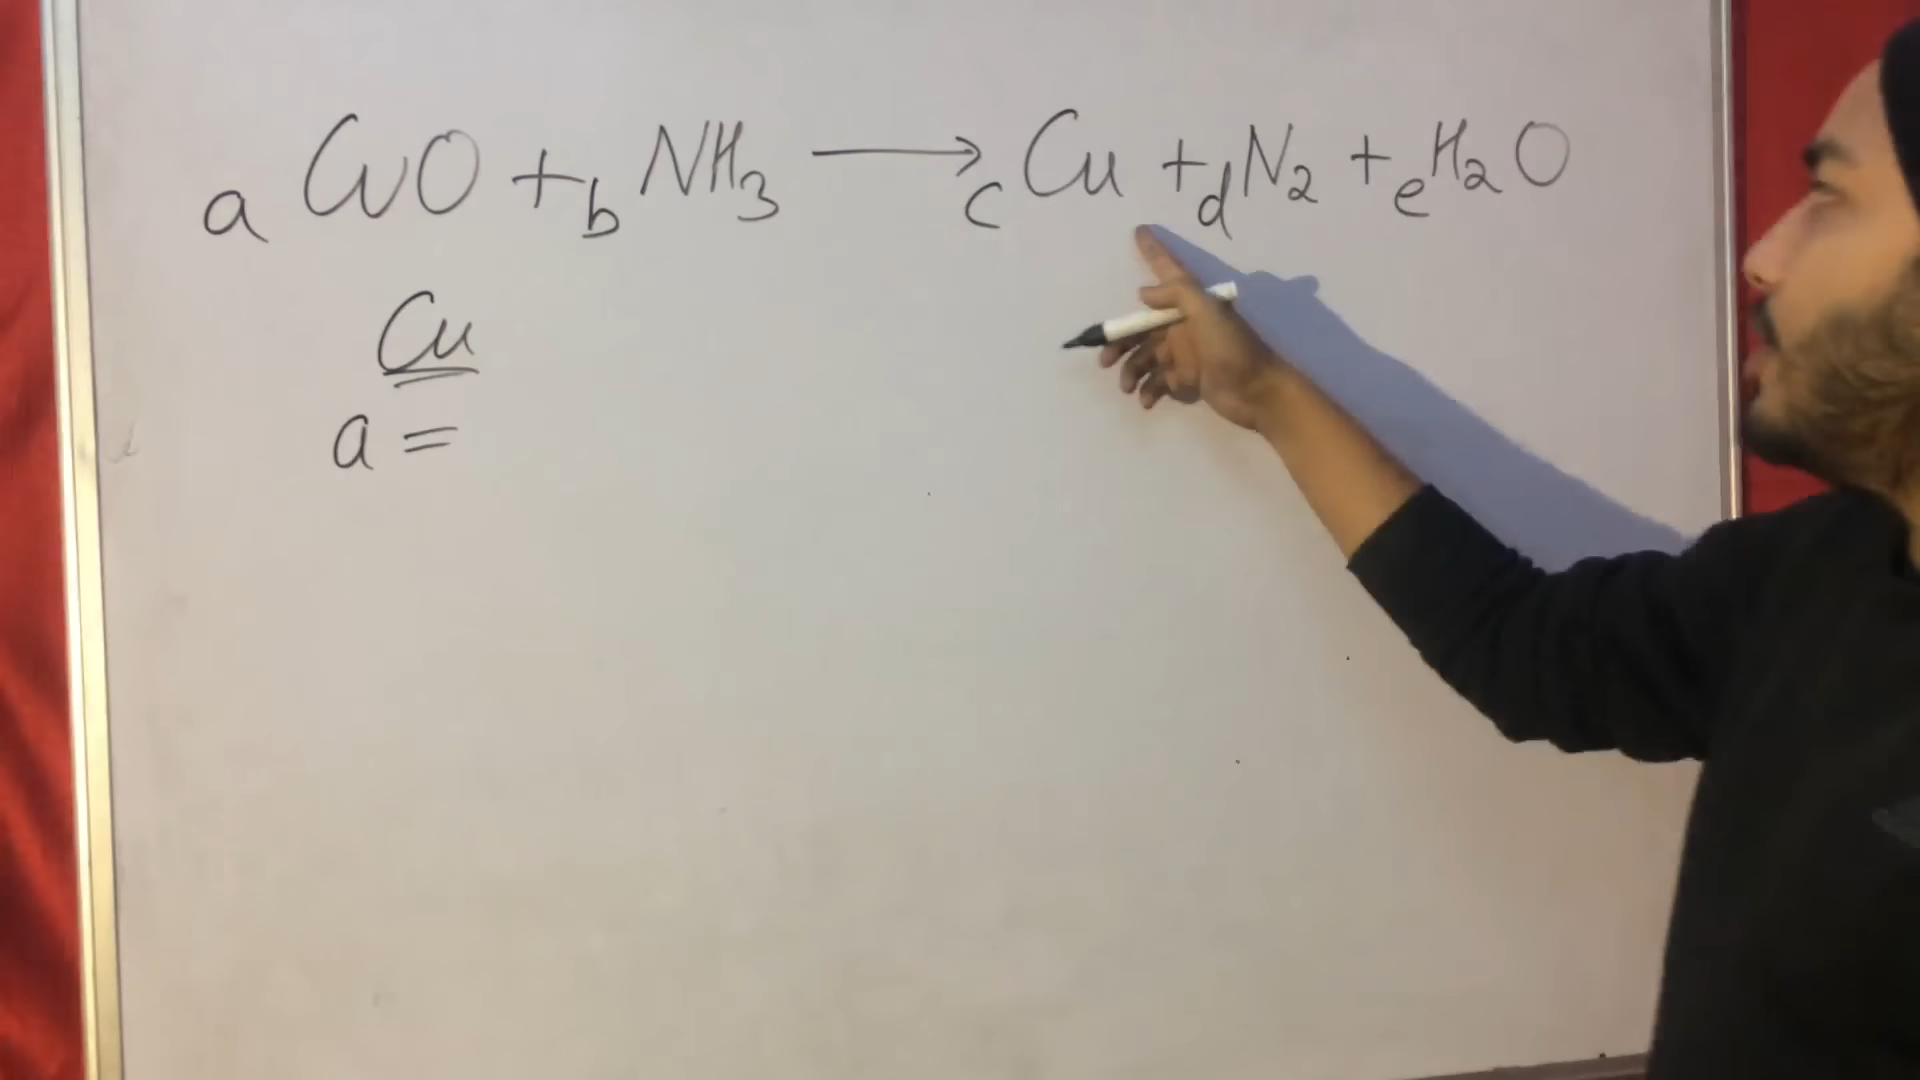 a CuO + b NH3 → c Cu + d N2 + e H2O
Cu
a =